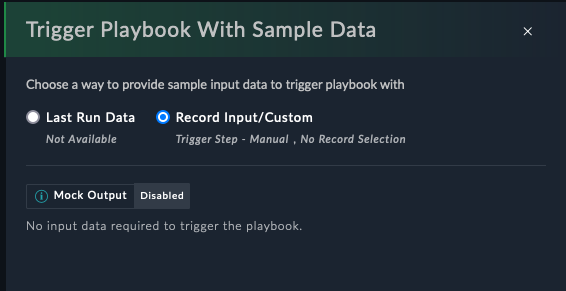 Trigger Playbook With Sample Data
Choose a way to provide sample input data to trigger playbook with
Last Run Data
Record Input/Custom
Not Available
Trigger Step - Manual , No Record Selection
Mock Output
Disabled
No input data required to trigger the playbook.